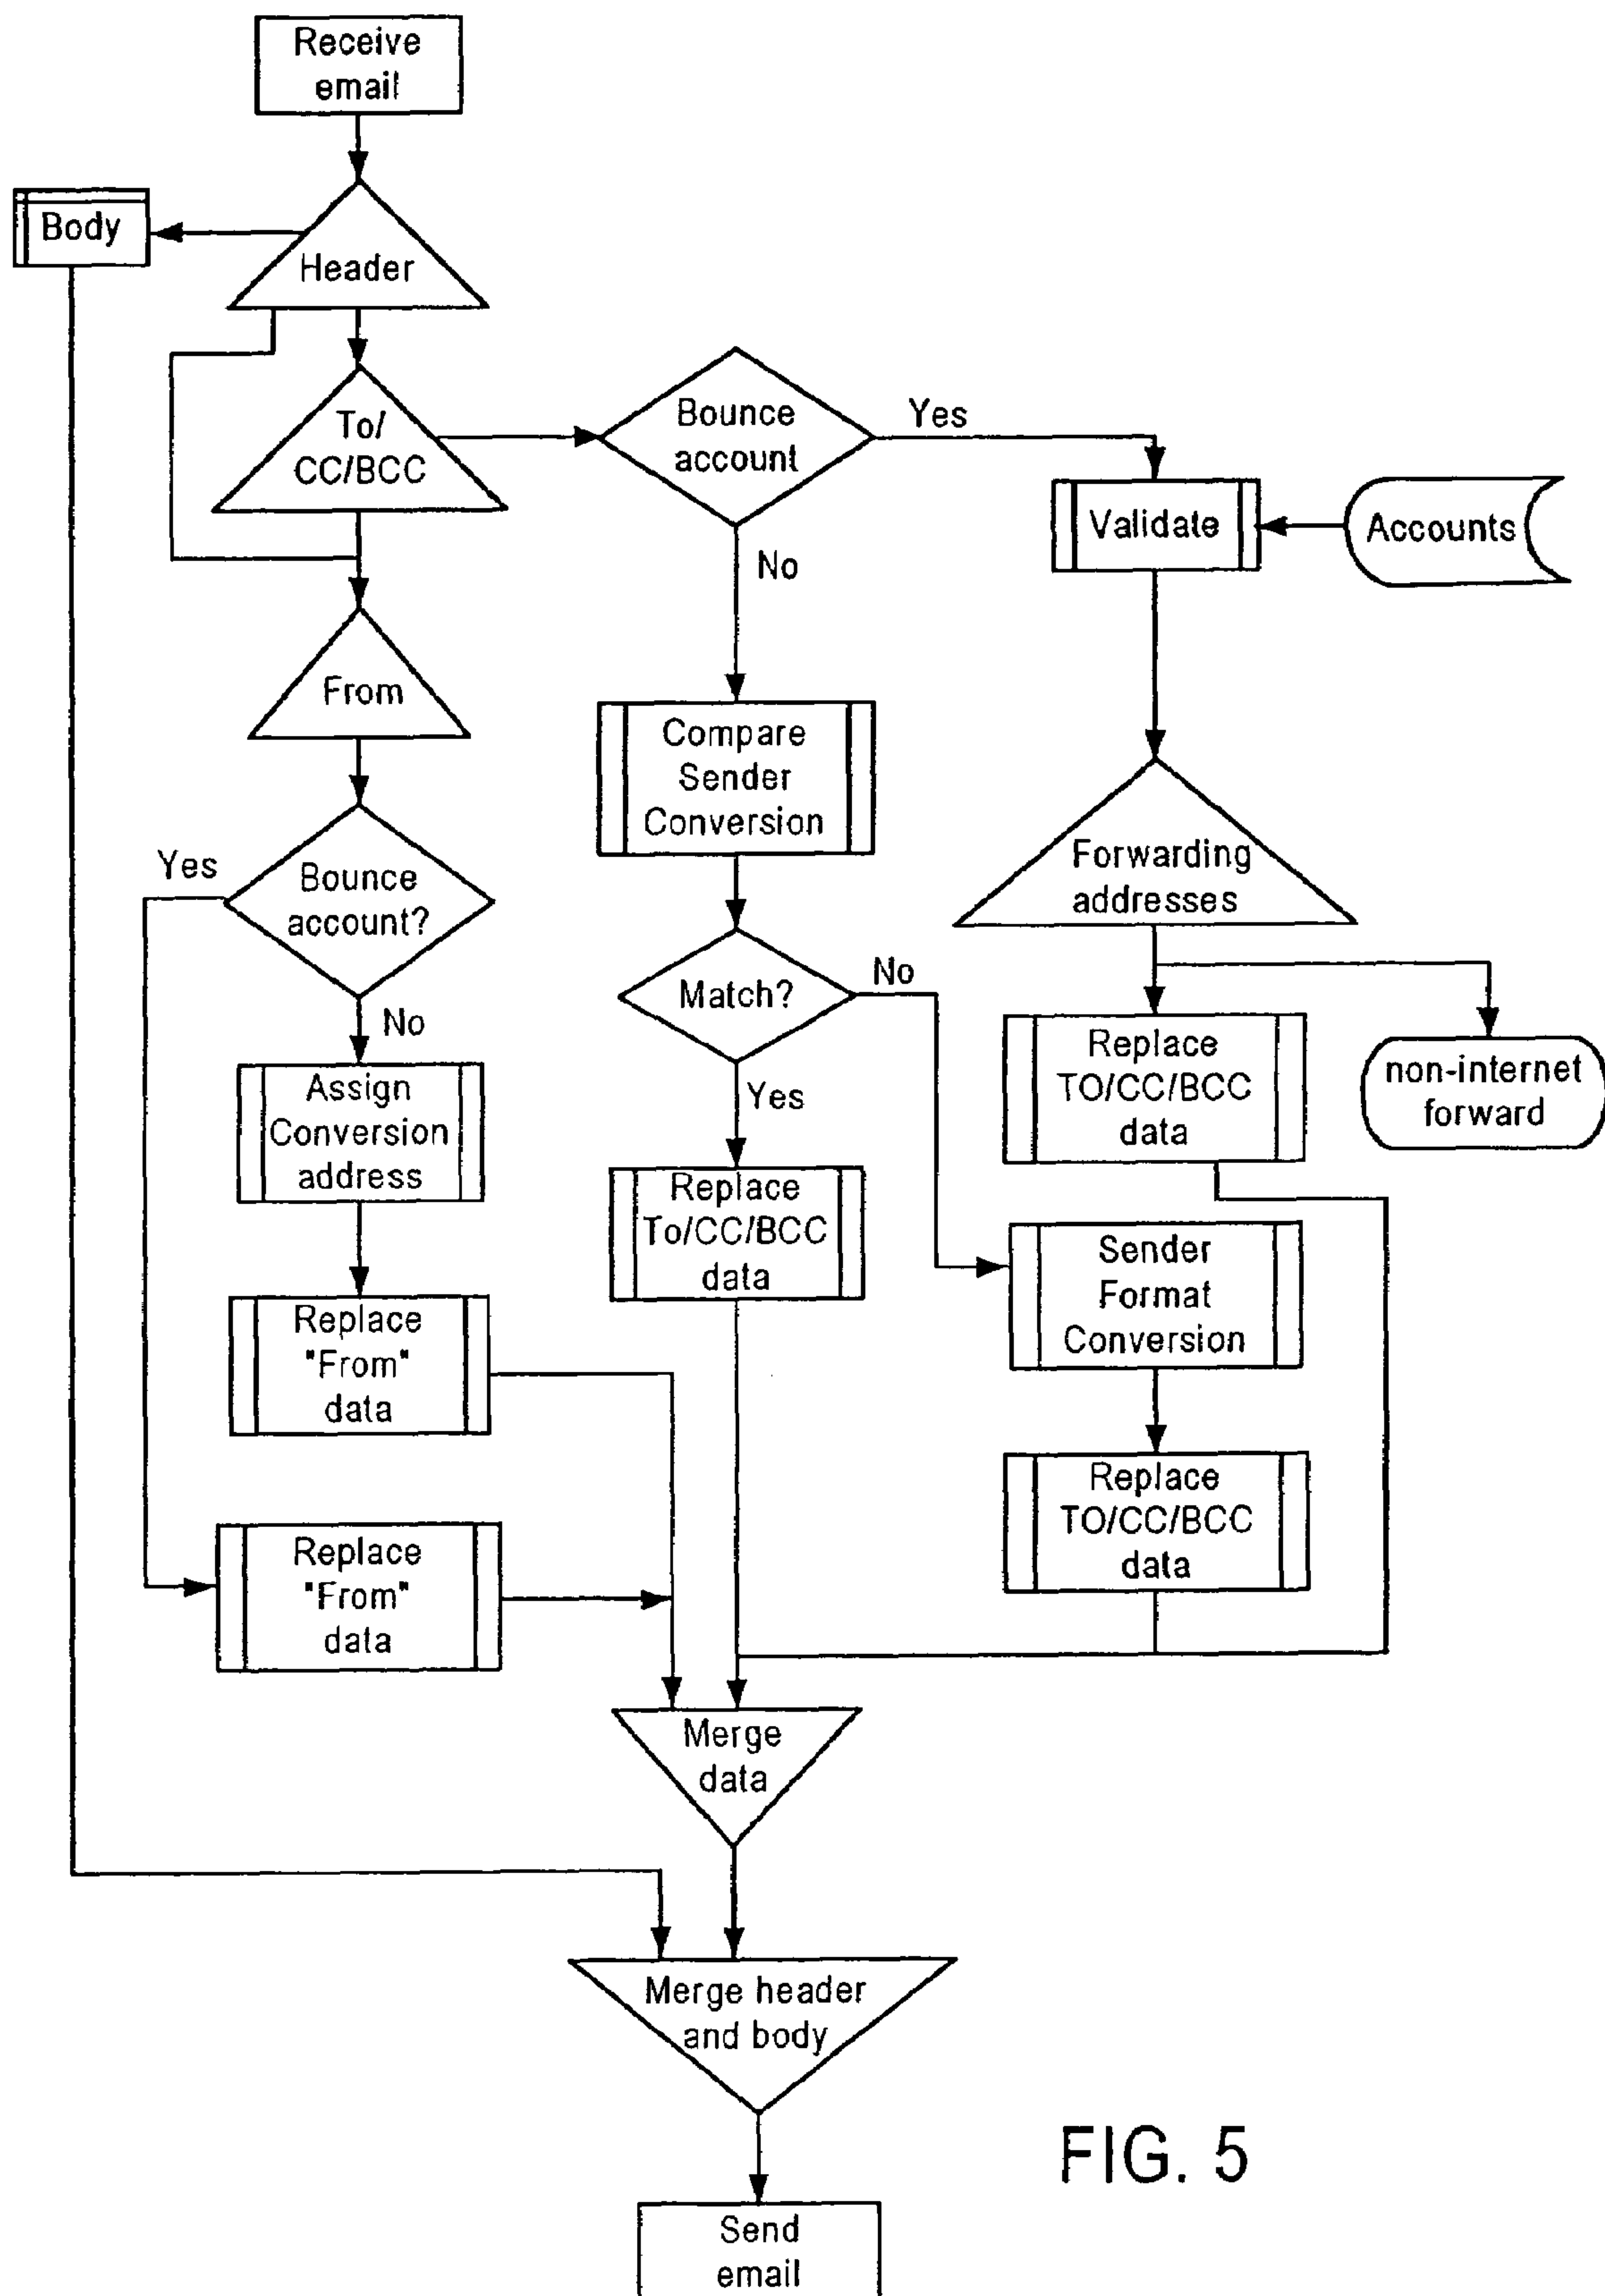 Receive
email
Body
Header
To/
CC/BCC
Bounce
account
Yes
Validate
Accounts
No
From
Compare
Sender
Conversion
Forwarding
addresses
Yes
Bounce
account?
Match?
No
No
Replace
TO/CC/BCC
data
non-internet
forward
Assign
Conversion
address
Yes
Replace
To/CC/BCC
data
Sender
Format
Conversion
Replace
"From"
data
Replace
TO/CC/BCC
data
Replace
"From"
data
Merge
data
Merge header
and body
FIG. 5
Send
email